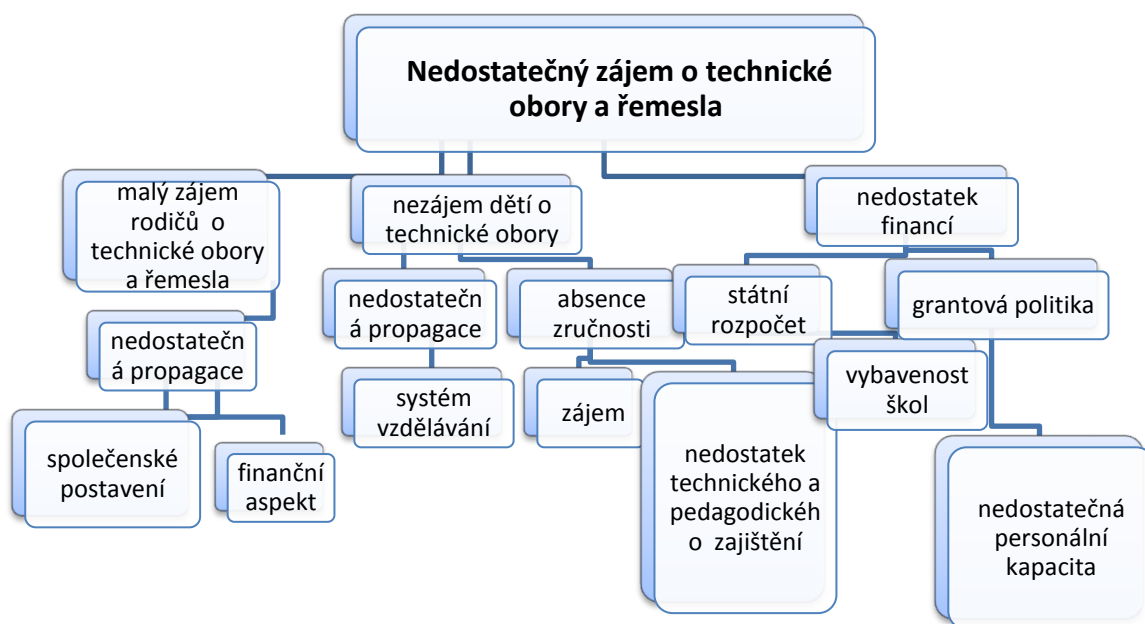 Nedostatečný zájem o technické
obory a řemesla
malý zájem
rodičů o
technické obory
a řemesla
nezájem dětí o
technické obory
nedostatek
financí
nedostatečn
á propagace
nedostatečn
á propagace
absence
zručnosti
státní
rozpočet
grantová politika
společenské
postavení
finanční
aspekt
systém
vzdělávání
zájem
nedostatek
technického a
pedagodickéh
o zajištění
vybavenost
škol
nedostatečná
personální
kapacita